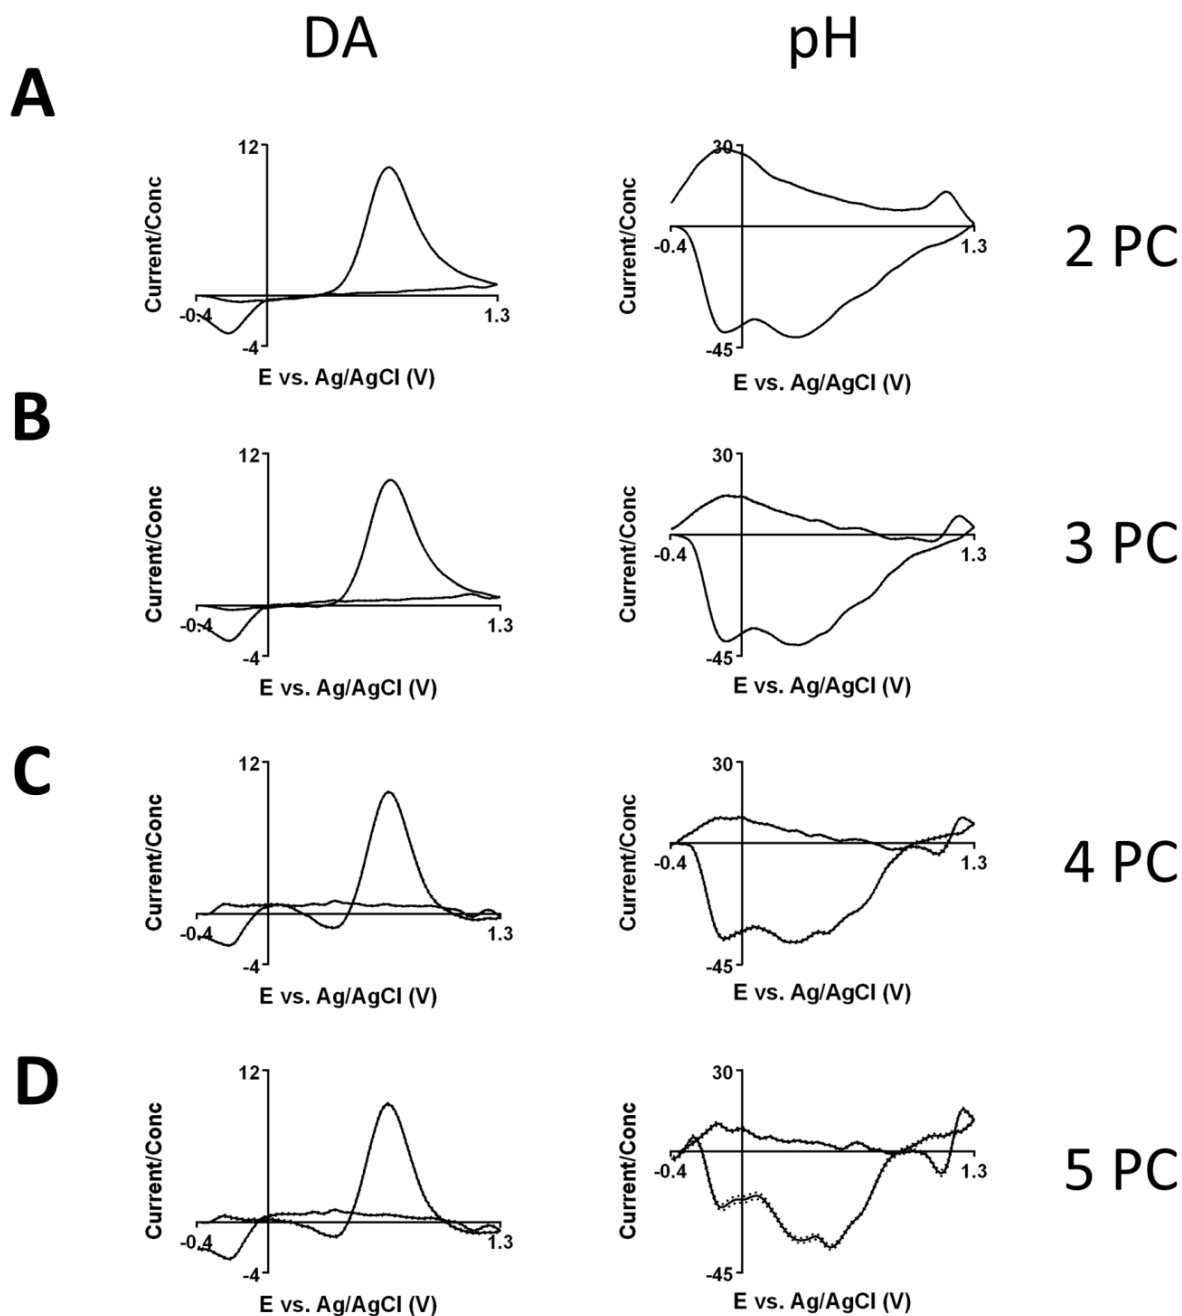 DA pH
A
12 30
Current/Conc Current/Conc
-0.4 1.3 -0.4 1.3 2 PC
-4 -45
E vs. Ag/AgCl (V) E vs. Ag/AgCl (V)
B
12 30
Current/Conc Current/Conc
-0.4 1.3 -0.4 1.3 3 PC
-4 -45
E vs. Ag/AgCl (V) E vs. Ag/AgCl (V)
C
12 30
Current/Conc Current/Conc
-0.4 1.3 -0.4 1.3 4 PC
-4 -45
E vs. Ag/AgCl (V) E vs. Ag/AgCl (V)
D
12 30
Current/Conc Current/Conc
-0.4 1.3 -0.4 1.3 5 PC
-4 -45
E vs. Ag/AgCl (V) E vs. Ag/AgCl (V)